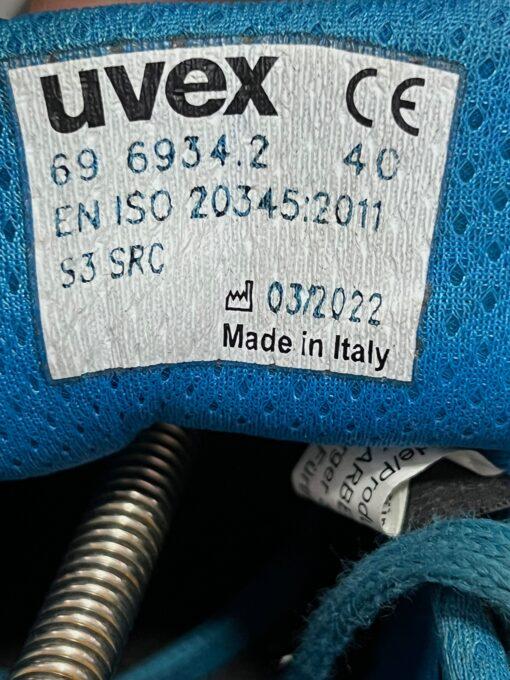 uvex CE
69 6934.2 40
EN ISO 20345:2011
S3 SRC
03/2022
Made in Italy